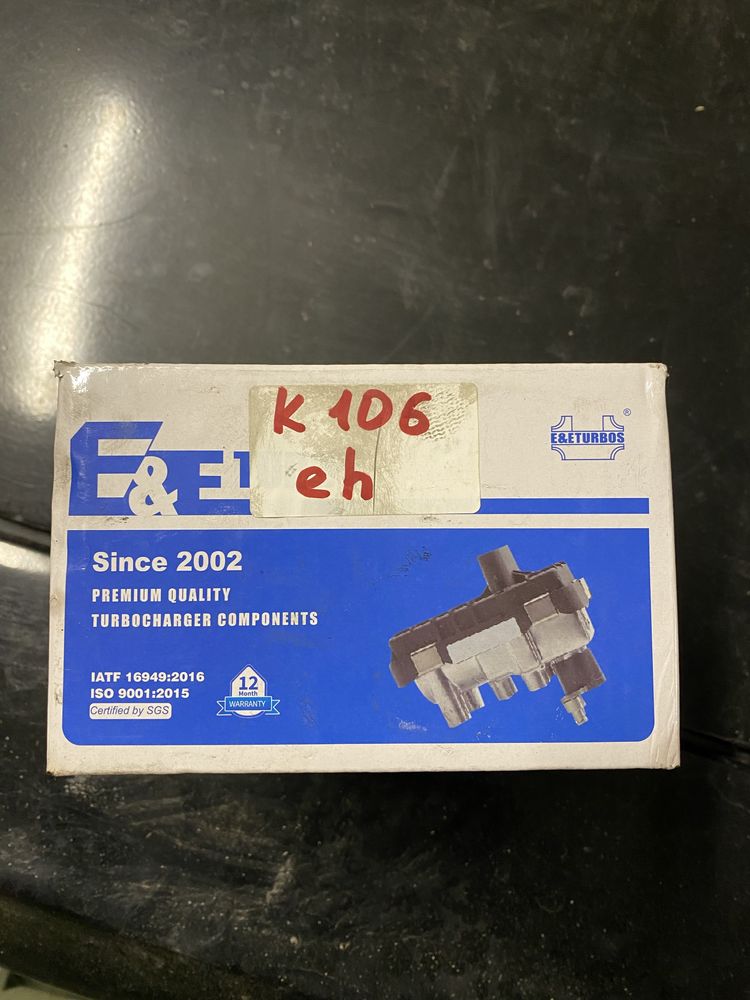 K 106
eh
E&E
E&ETURBOS
®
Since 2002
PREMIUM QUALITY
TURBOCHARGER COMPONENTS
IATF 16949:2016
ISO 9001:2015
Certified by SGS
12
Month
WARRANTY